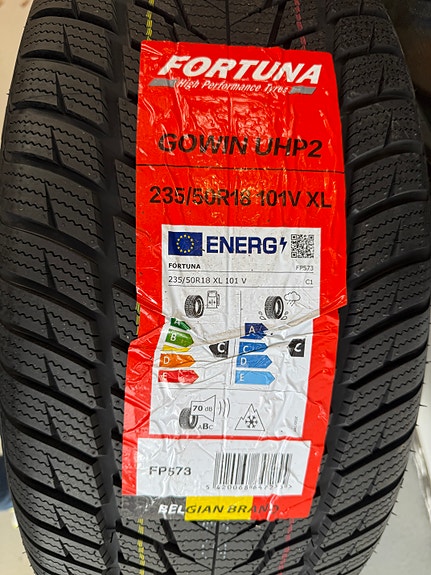 FORTUNA
High Performance Tyres
GOWIN UHP2
235/50R18 101V XL
ENERG
FORTUNA FP573
235/50R18 XL 101 V C1
A
B
C
D
E
C
A
B
C
D
E
C
70 dB
ABC
FP573
BELGIAN BRAND